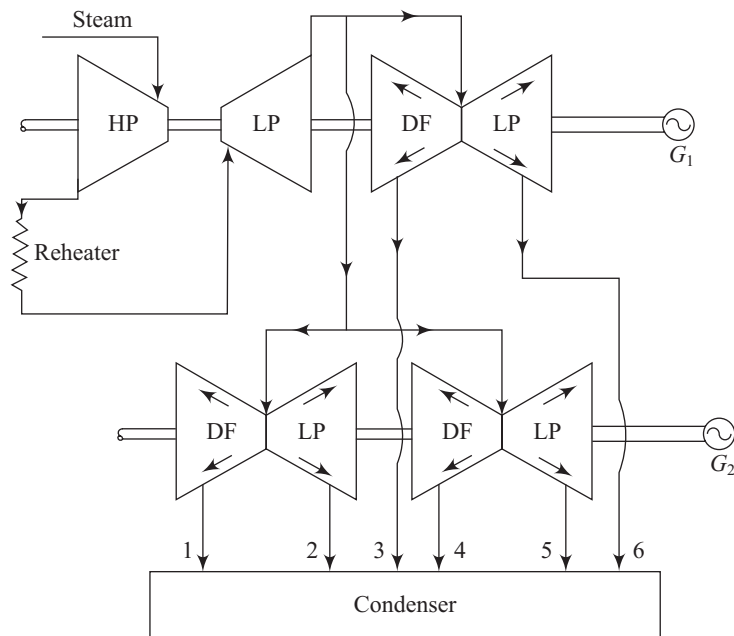 Steam
HP
LP
DF
LP
G1
Reheater
DF
LP
DF
LP
G2
1
2
3
4
5
6
Condenser